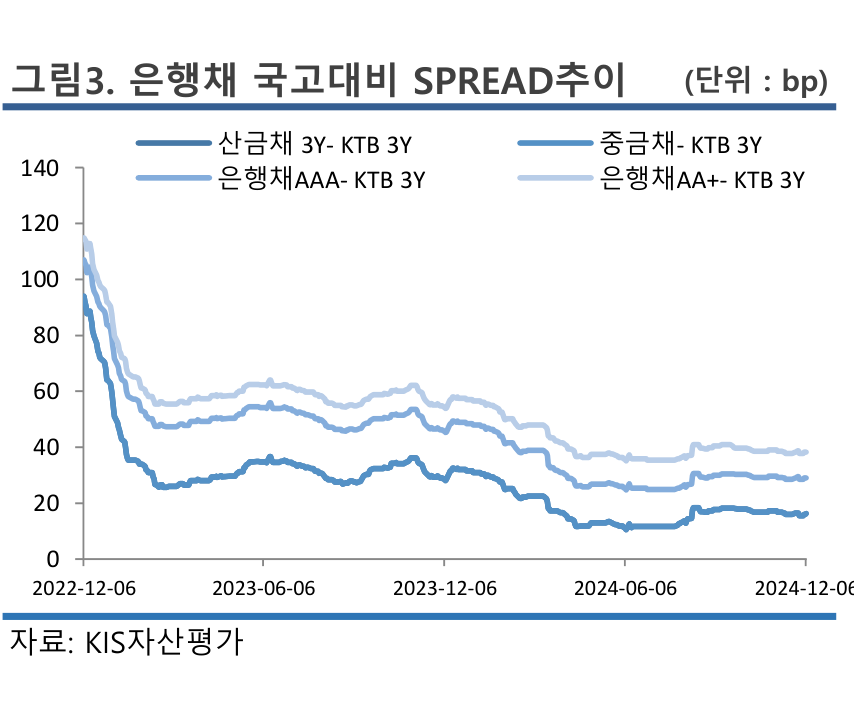 그림3. 은행채 국고대비 SPREAD추이 (단위 : bp)
산금채 3Y- KTB 3Y 중금채- KTB 3Y
은행채AAA- KTB 3Y 은행채AA+- KTB 3Y
140
120
100
80
60
40
20
0
2022-12-06 2023-06-06 2023-12-06 2024-06-06 2024-12-06
자료: KIS자산평가